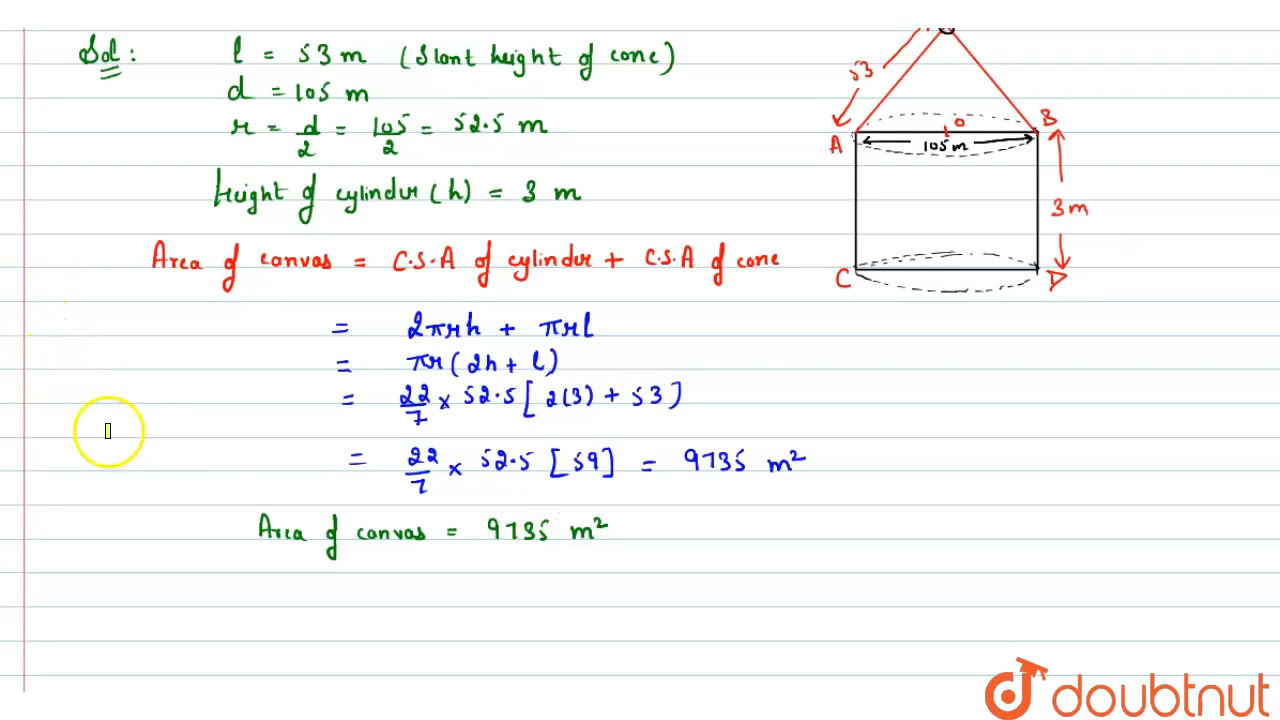 Sol :
l = 53 m (Slant height of cone)
d = 105 m
r = d/2 = 105/2 = 52.5 m
Height of cylinder (h) = 3 m
Area of canvas = C.S.A of cylinder + C.S.A of cone
= 2πrh + πrl
= πr(2h + l)
= 22/7 × 52.5 [2(3) + 53]
= 22/7 × 52.5 [59] = 9735 m²
Area of canvas = 9735 m²
53
A
O
B
105 m
3 m
C
D
doubtnut